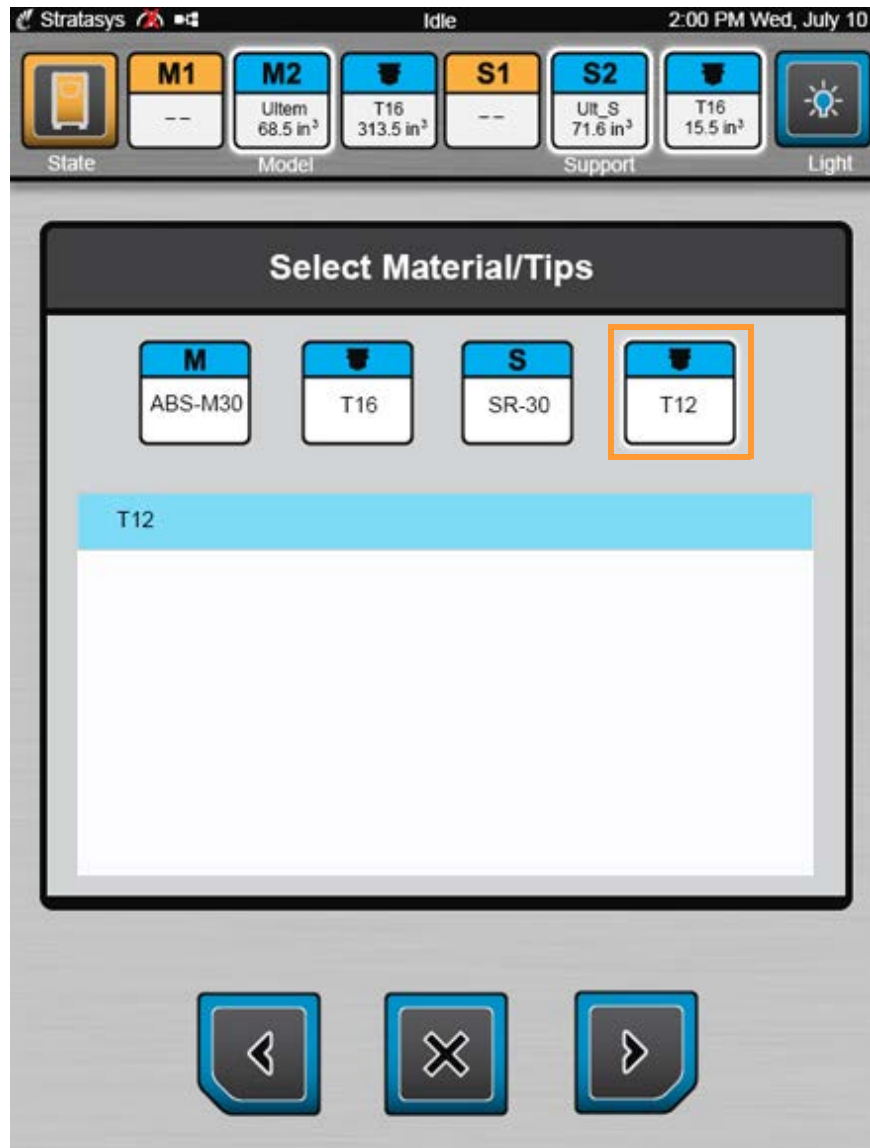 Stratasys Idle 2:00 PM Wed, July 10
M1 M2 S1 S2
-- Ultem 68.5 in³ T16 313.5 in³ -- Ult_S 71.6 in³ T16 15.5 in³
State Model Support Light
Select Material/Tips
M S
ABS-M30 T16 SR-30 T12
T12